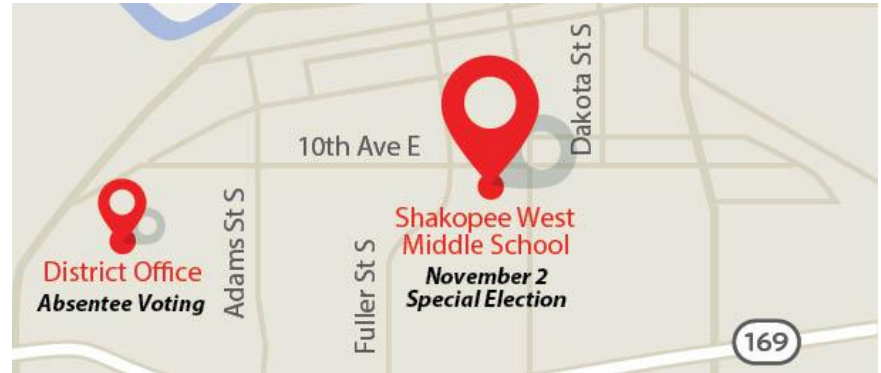 Dakota St S
10th Ave E
Shakopee West
Middle School
November 2
Special Election
District Office
Absentee Voting
Adams St S
Fuller St S
169